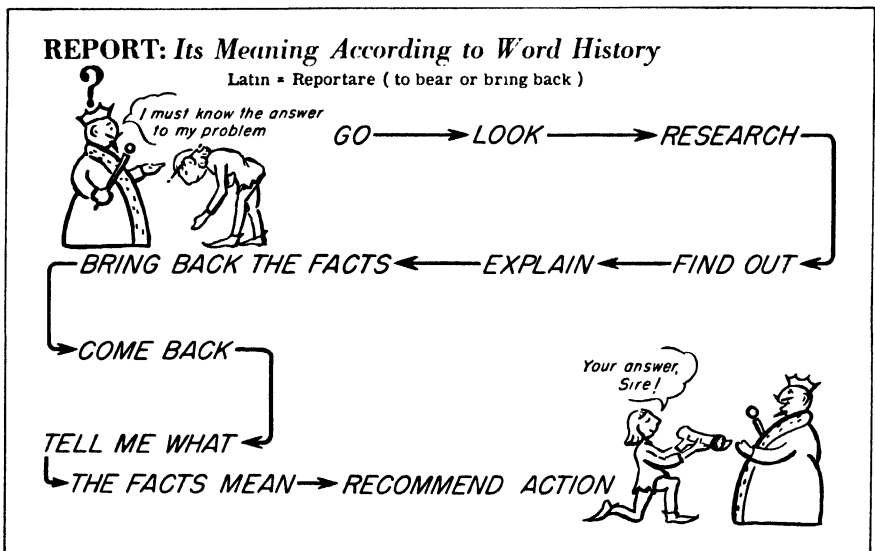 REPORT: Its Meaning According to Word History
Latin = Reportare ( to bear or bring back )
?
I must know the answer
to my problem
GO LOOK RESEARCH
BRING BACK THE FACTS EXPLAIN FIND OUT
COME BACK
Your answer,
Sire!
TELL ME WHAT
THE FACTS MEAN RECOMMEND ACTION